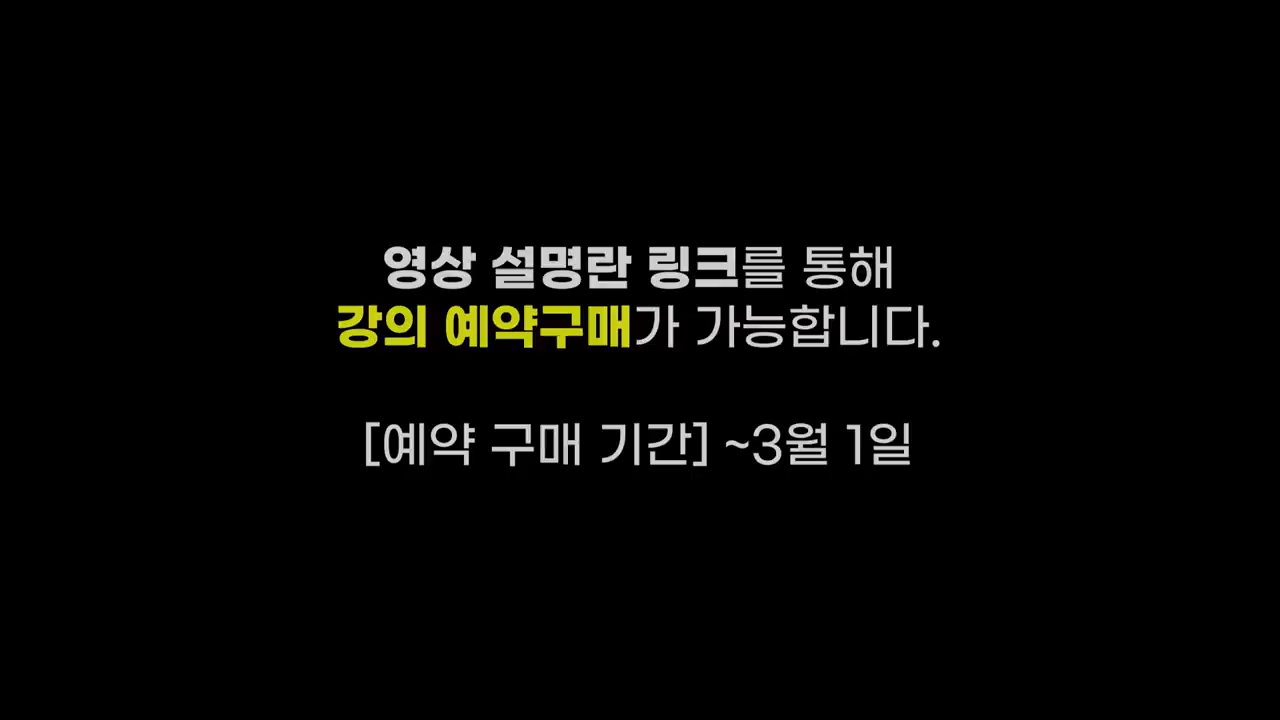 영상 설명란 링크를 통해
강의 예약구매가 가능합니다.
[예약 구매 기간] ~3월 1일